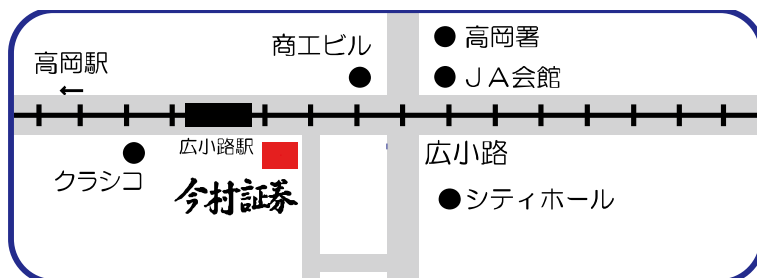 高岡署
商工ビル
高岡駅
←
JA会館
広小路駅
広小路
クラシコ
今村証券
シティホール